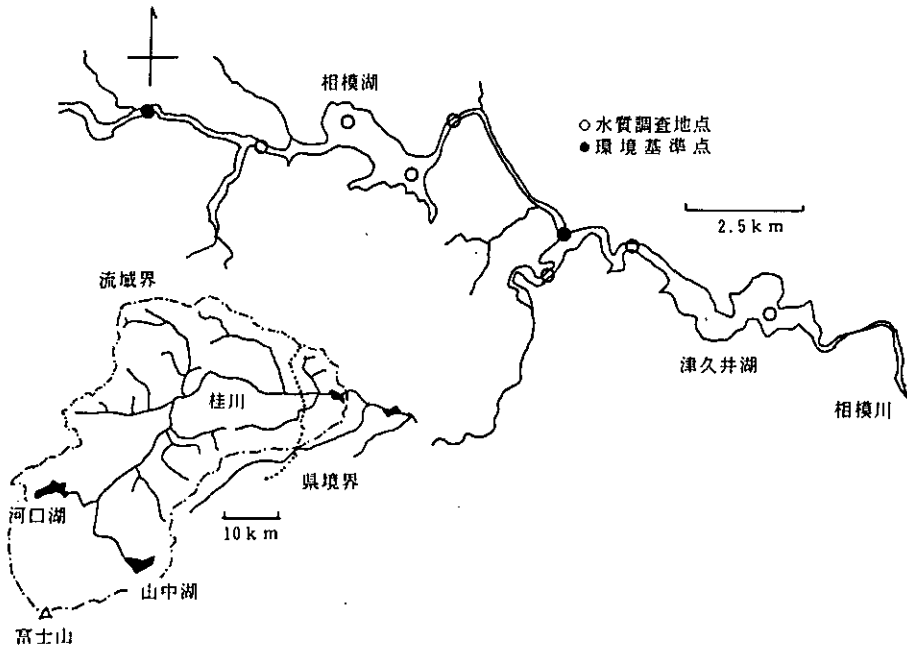 相模湖
○水質調査地点
●環境基準点
2.5km
津久井湖
相模川
流域界
桂川
県境界
10km
河口湖
山中湖
富士山